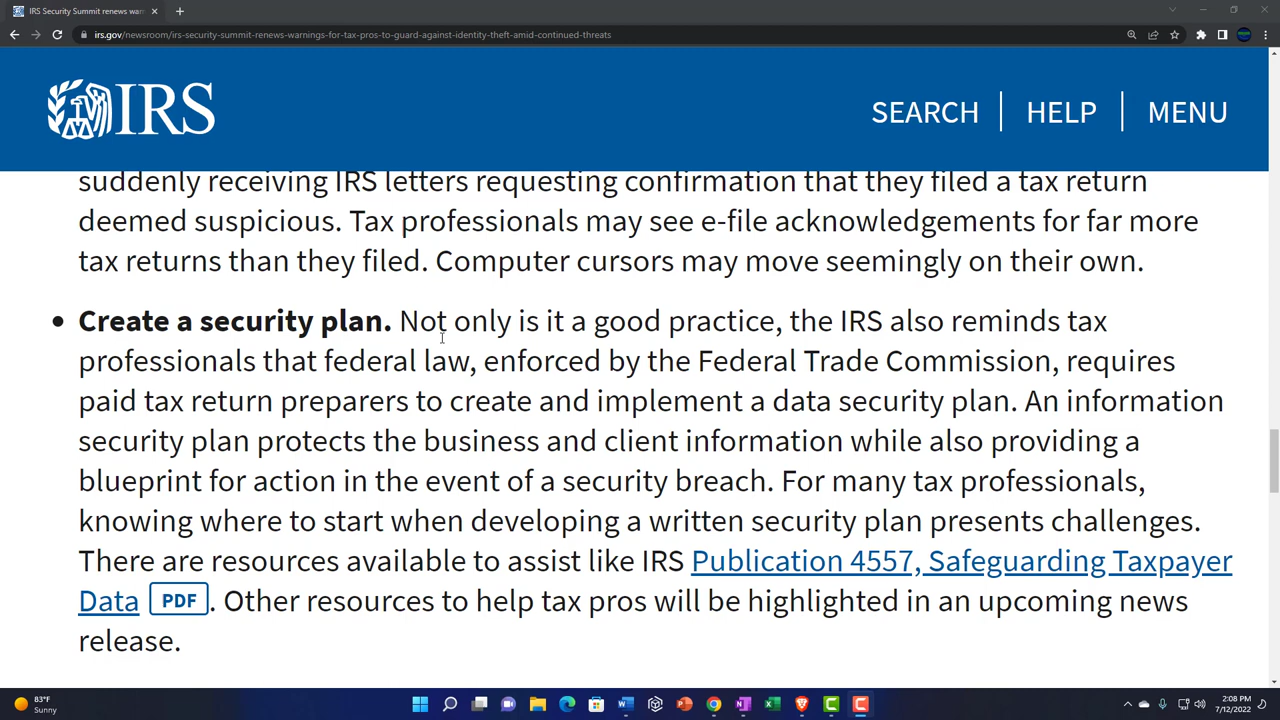 IRS Security Summit renews warn
irs.gov/newsroom/irs-security-summit-renews-warnings-for-tax-pros-to-guard-against-identity-theft-amid-continued-threats
IRS
SEARCH HELP MENU
suddenly receiving IRS letters requesting confirmation that they filed a tax return
deemed suspicious. Tax professionals may see e-file acknowledgements for far more
tax returns than they filed. Computer cursors may move seemingly on their own.
• Create a security plan. Not only is it a good practice, the IRS also reminds tax
professionals that federal law, enforced by the Federal Trade Commission, requires
paid tax return preparers to create and implement a data security plan. An information
security plan protects the business and client information while also providing a
blueprint for action in the event of a security breach. For many tax professionals,
knowing where to start when developing a written security plan presents challenges.
There are resources available to assist like IRS Publication 4557, Safeguarding Taxpayer
Data PDF. Other resources to help tax pros will be highlighted in an upcoming news
release.
83°F
Sunny
2:08 PM
7/12/2022